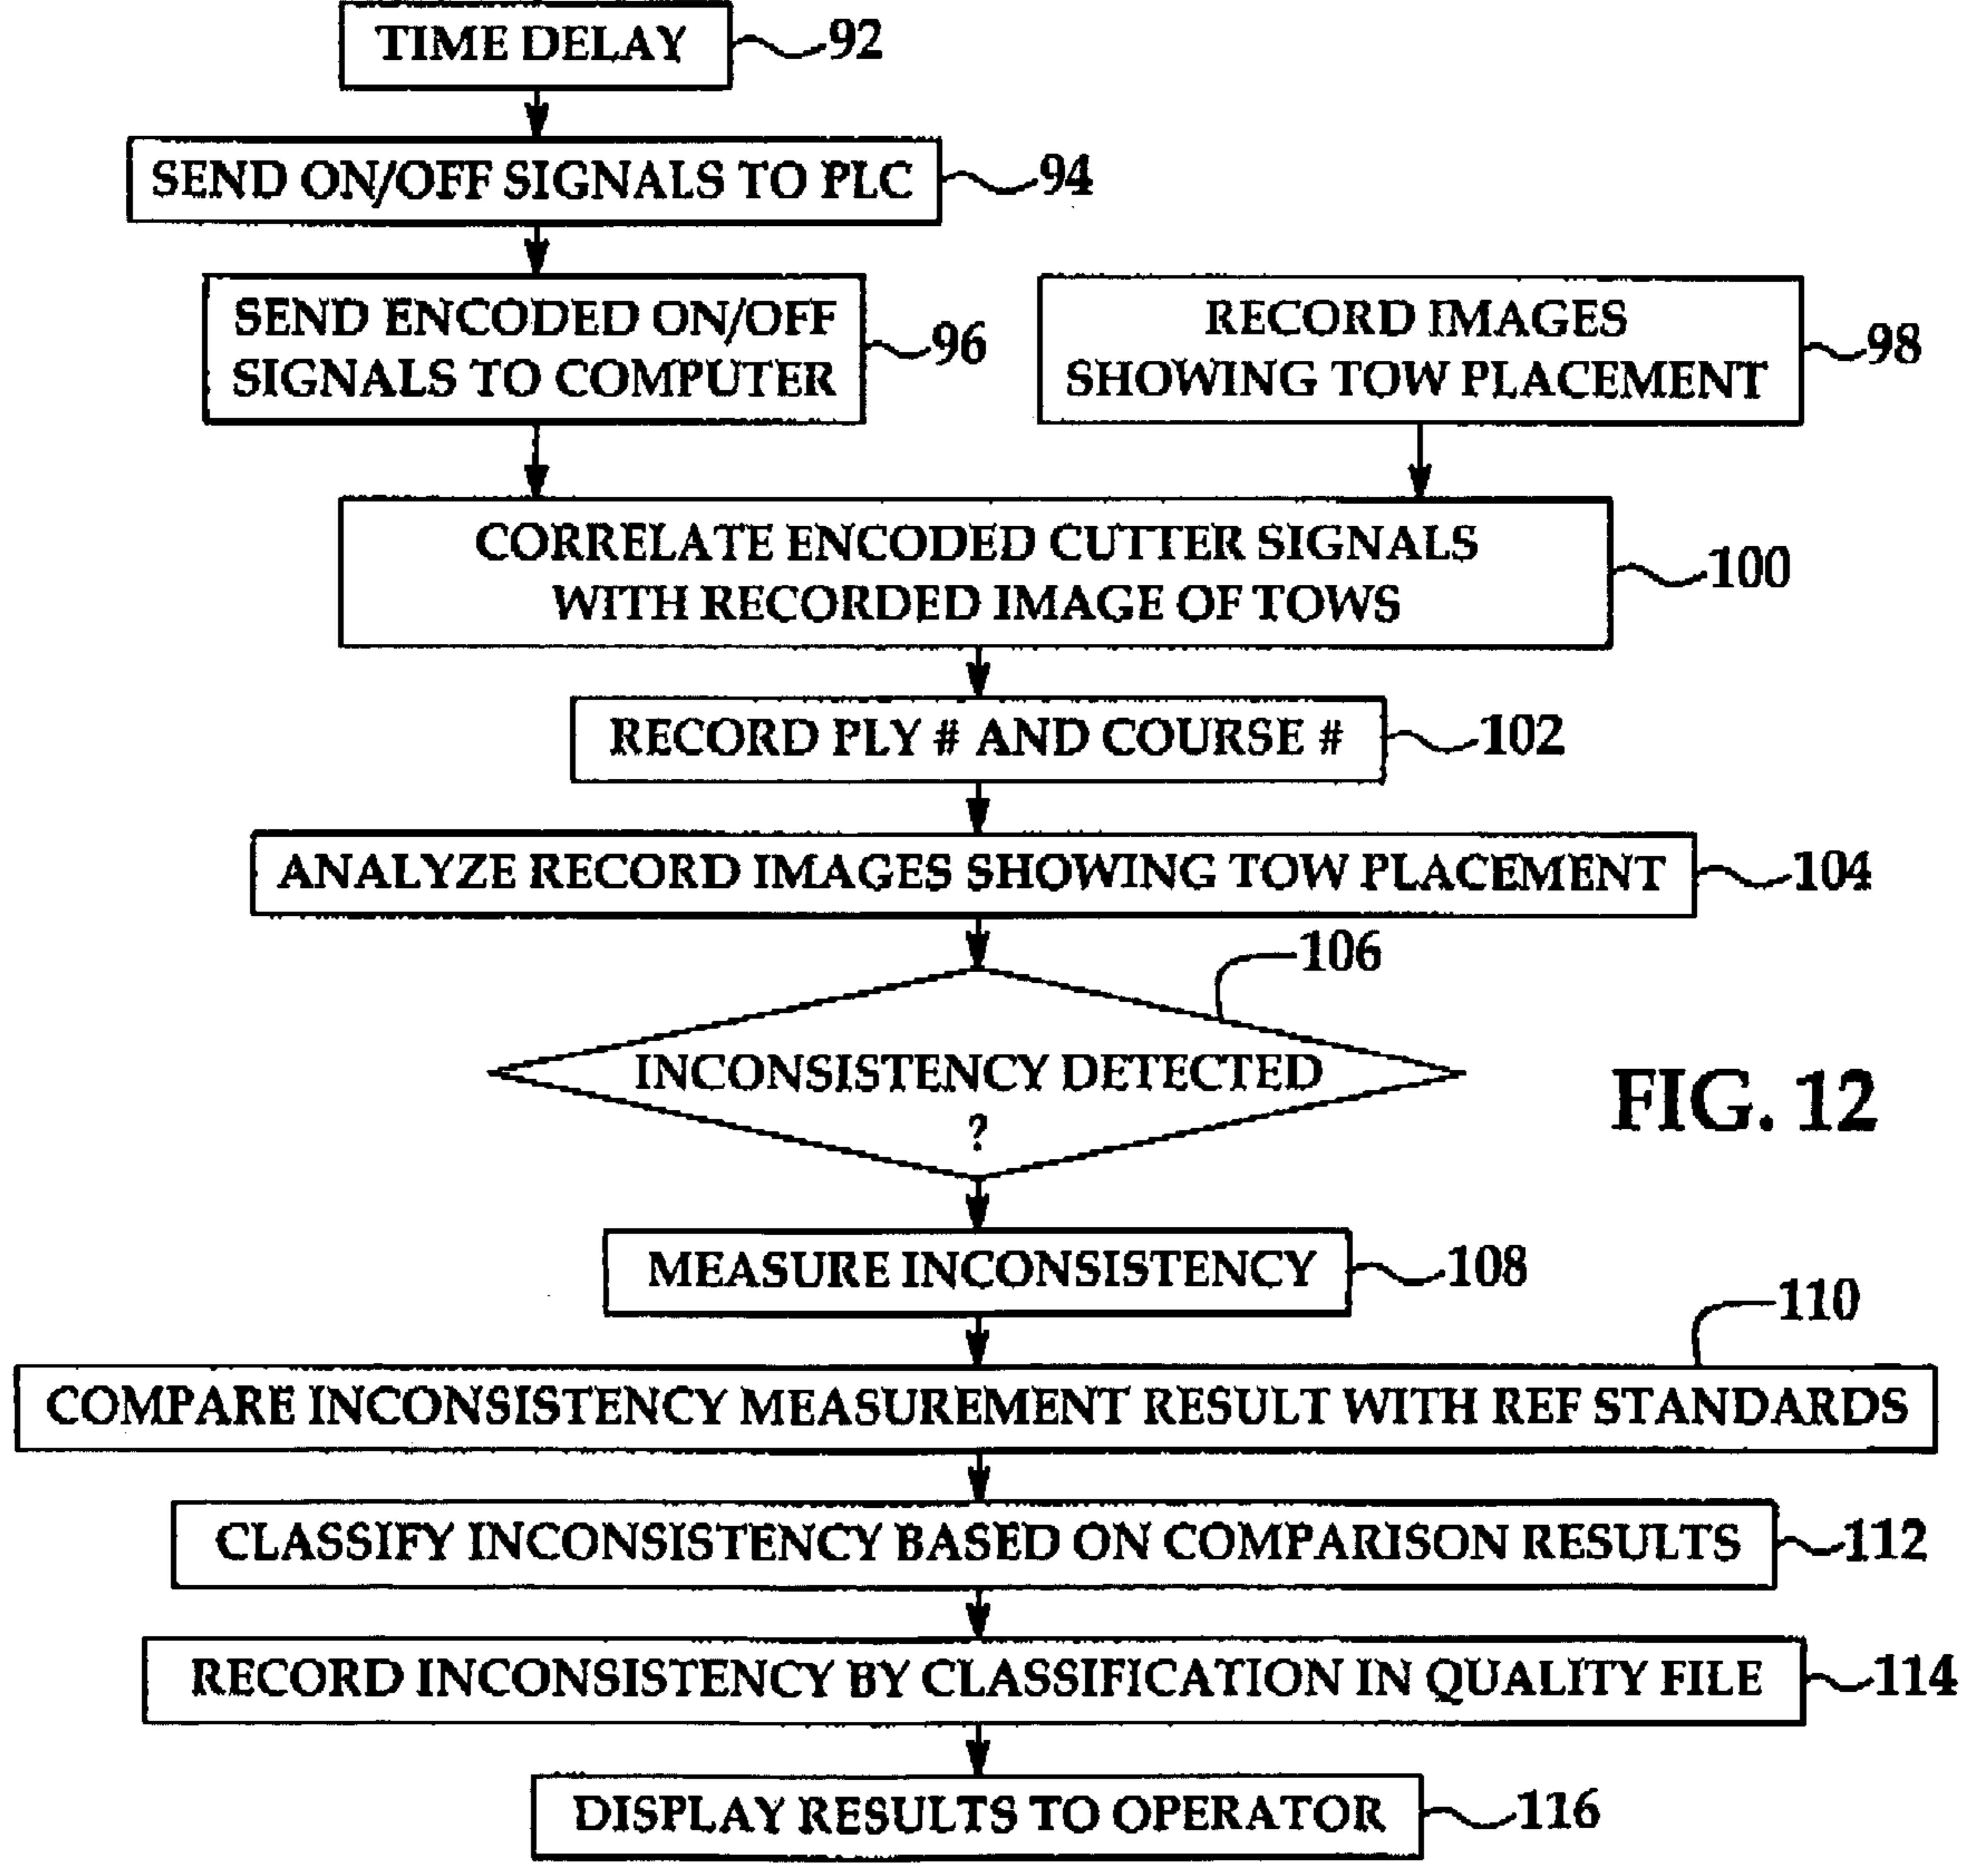 TIME DELAY
92
SEND ON/OFF SIGNALS TO PLC
94
SEND ENCODED ON/OFF
SIGNALS TO COMPUTER
96
RECORD IMAGES
SHOWING TOW PLACEMENT
98
CORRELATE ENCODED CUTTER SIGNALS
WITH RECORDED IMAGE OF TOWS
100
RECORD PLY # AND COURSE #
102
ANALYZE RECORD IMAGES SHOWING TOW PLACEMENT
104
106
INCONSISTENCY DETECTED
?
FIG. 12
MEASURE INCONSISTENCY
108
110
COMPARE INCONSISTENCY MEASUREMENT RESULT WITH REF STANDARDS
CLASSIFY INCONSISTENCY BASED ON COMPARISON RESULTS
112
RECORD INCONSISTENCY BY CLASSIFICATION IN QUALITY FILE
114
DISPLAY RESULTS TO OPERATOR
116